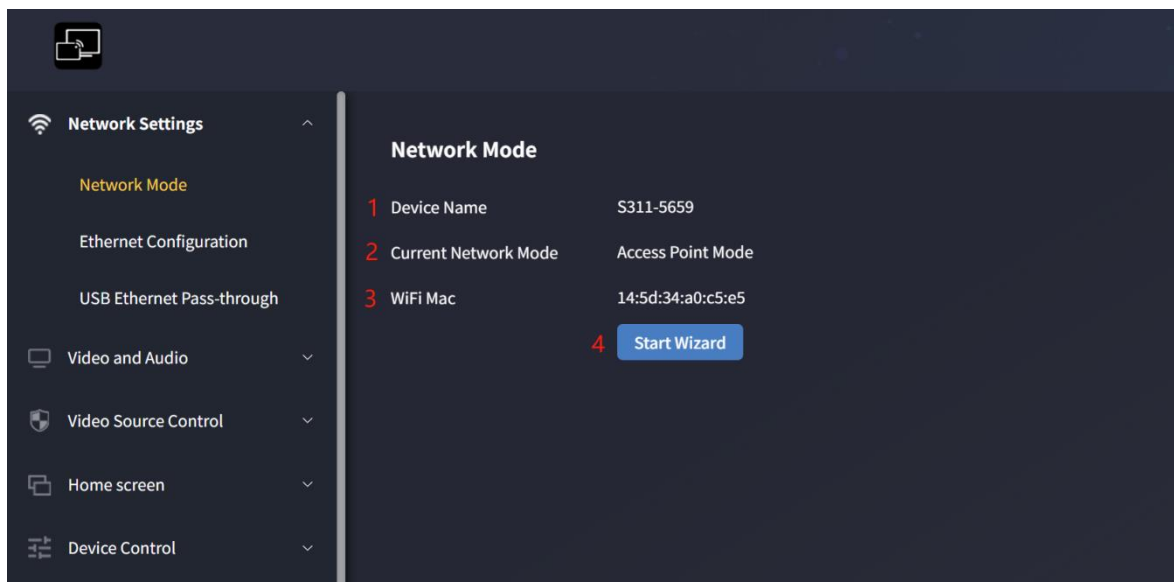 Network Settings
Network Mode
Ethernet Configuration
USB Ethernet Pass-through
Video and Audio
Video Source Control
Home screen
Device Control
Network Mode
1 Device Name S311-5659
2 Current Network Mode Access Point Mode
3 WiFi Mac 14:5d:34:a0:c5:e5
4 Start Wizard